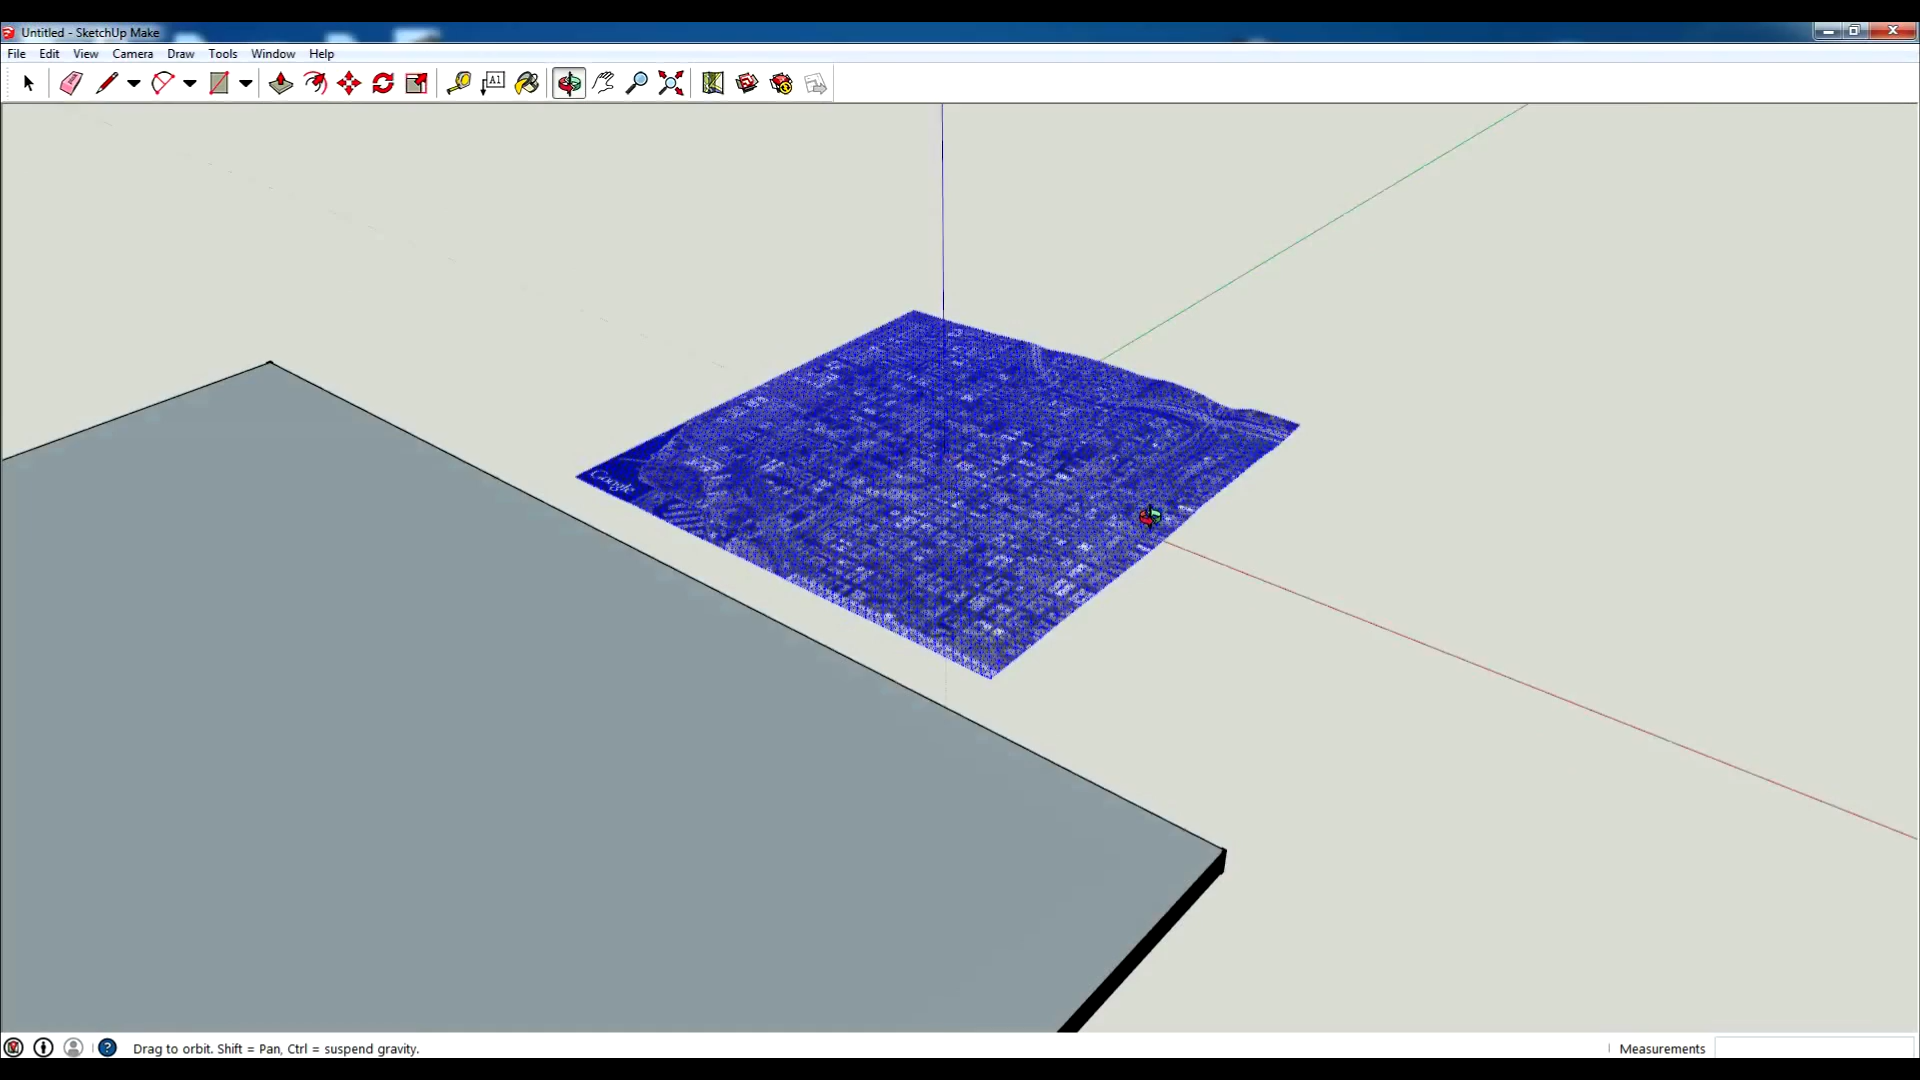 Untitled - SketchUp Make
File Edit View Camera Draw Tools Window Help
A1
Google
Drag to orbit. Shift = Pan, Ctrl = suspend gravity.
Measurements